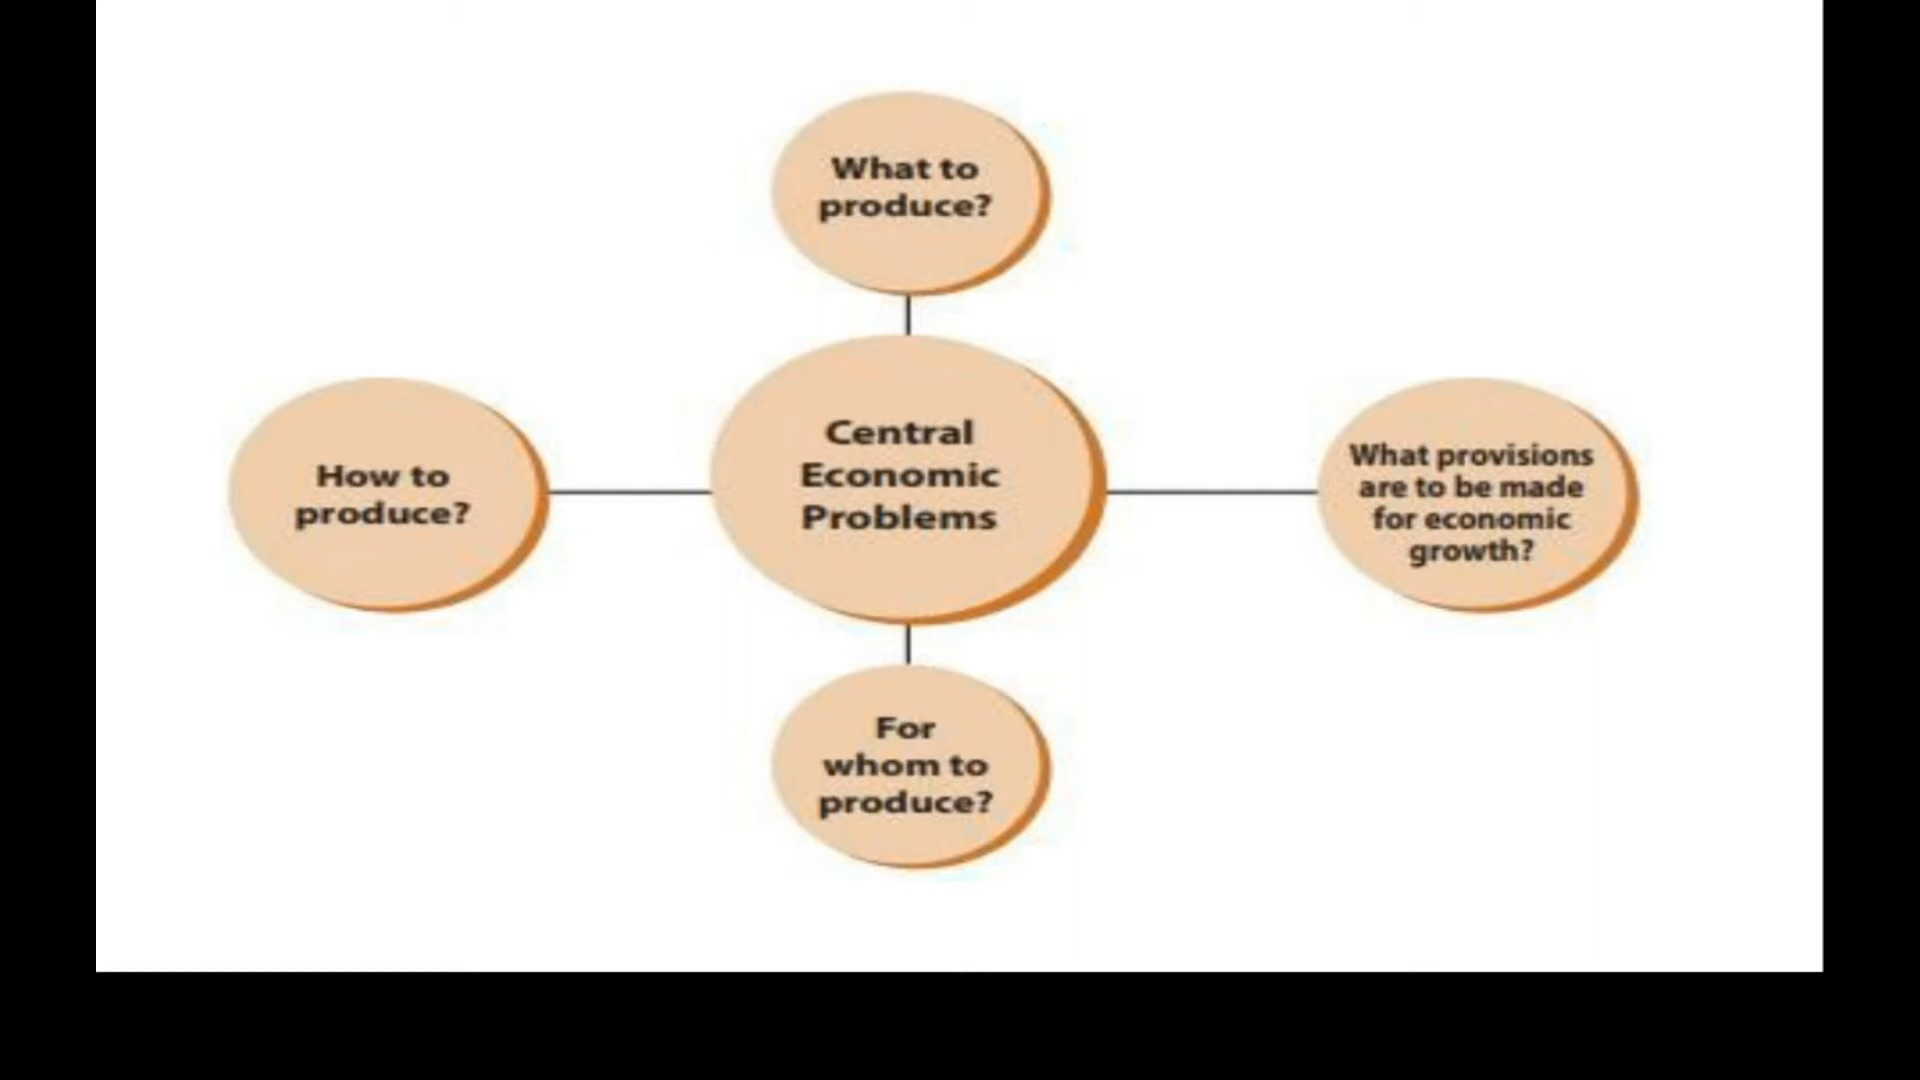 What to
produce?
How to
produce?
Central
Economic
Problems
What provisions
are to be made
for economic
growth?
For
whom to
produce?